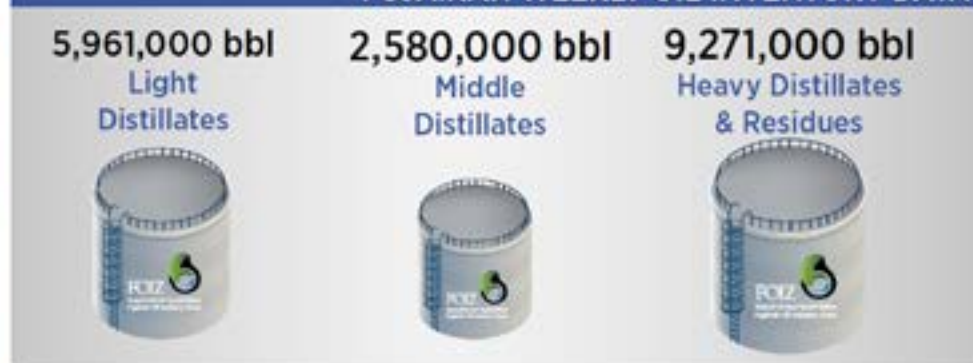 5,961,000 bbl
Light
Distillates
2,580,000 bbl
Middle
Distillates
9,271,000 bbl
Heavy Distillates
& Residues
FOIZ
FOIZ
FOIZ